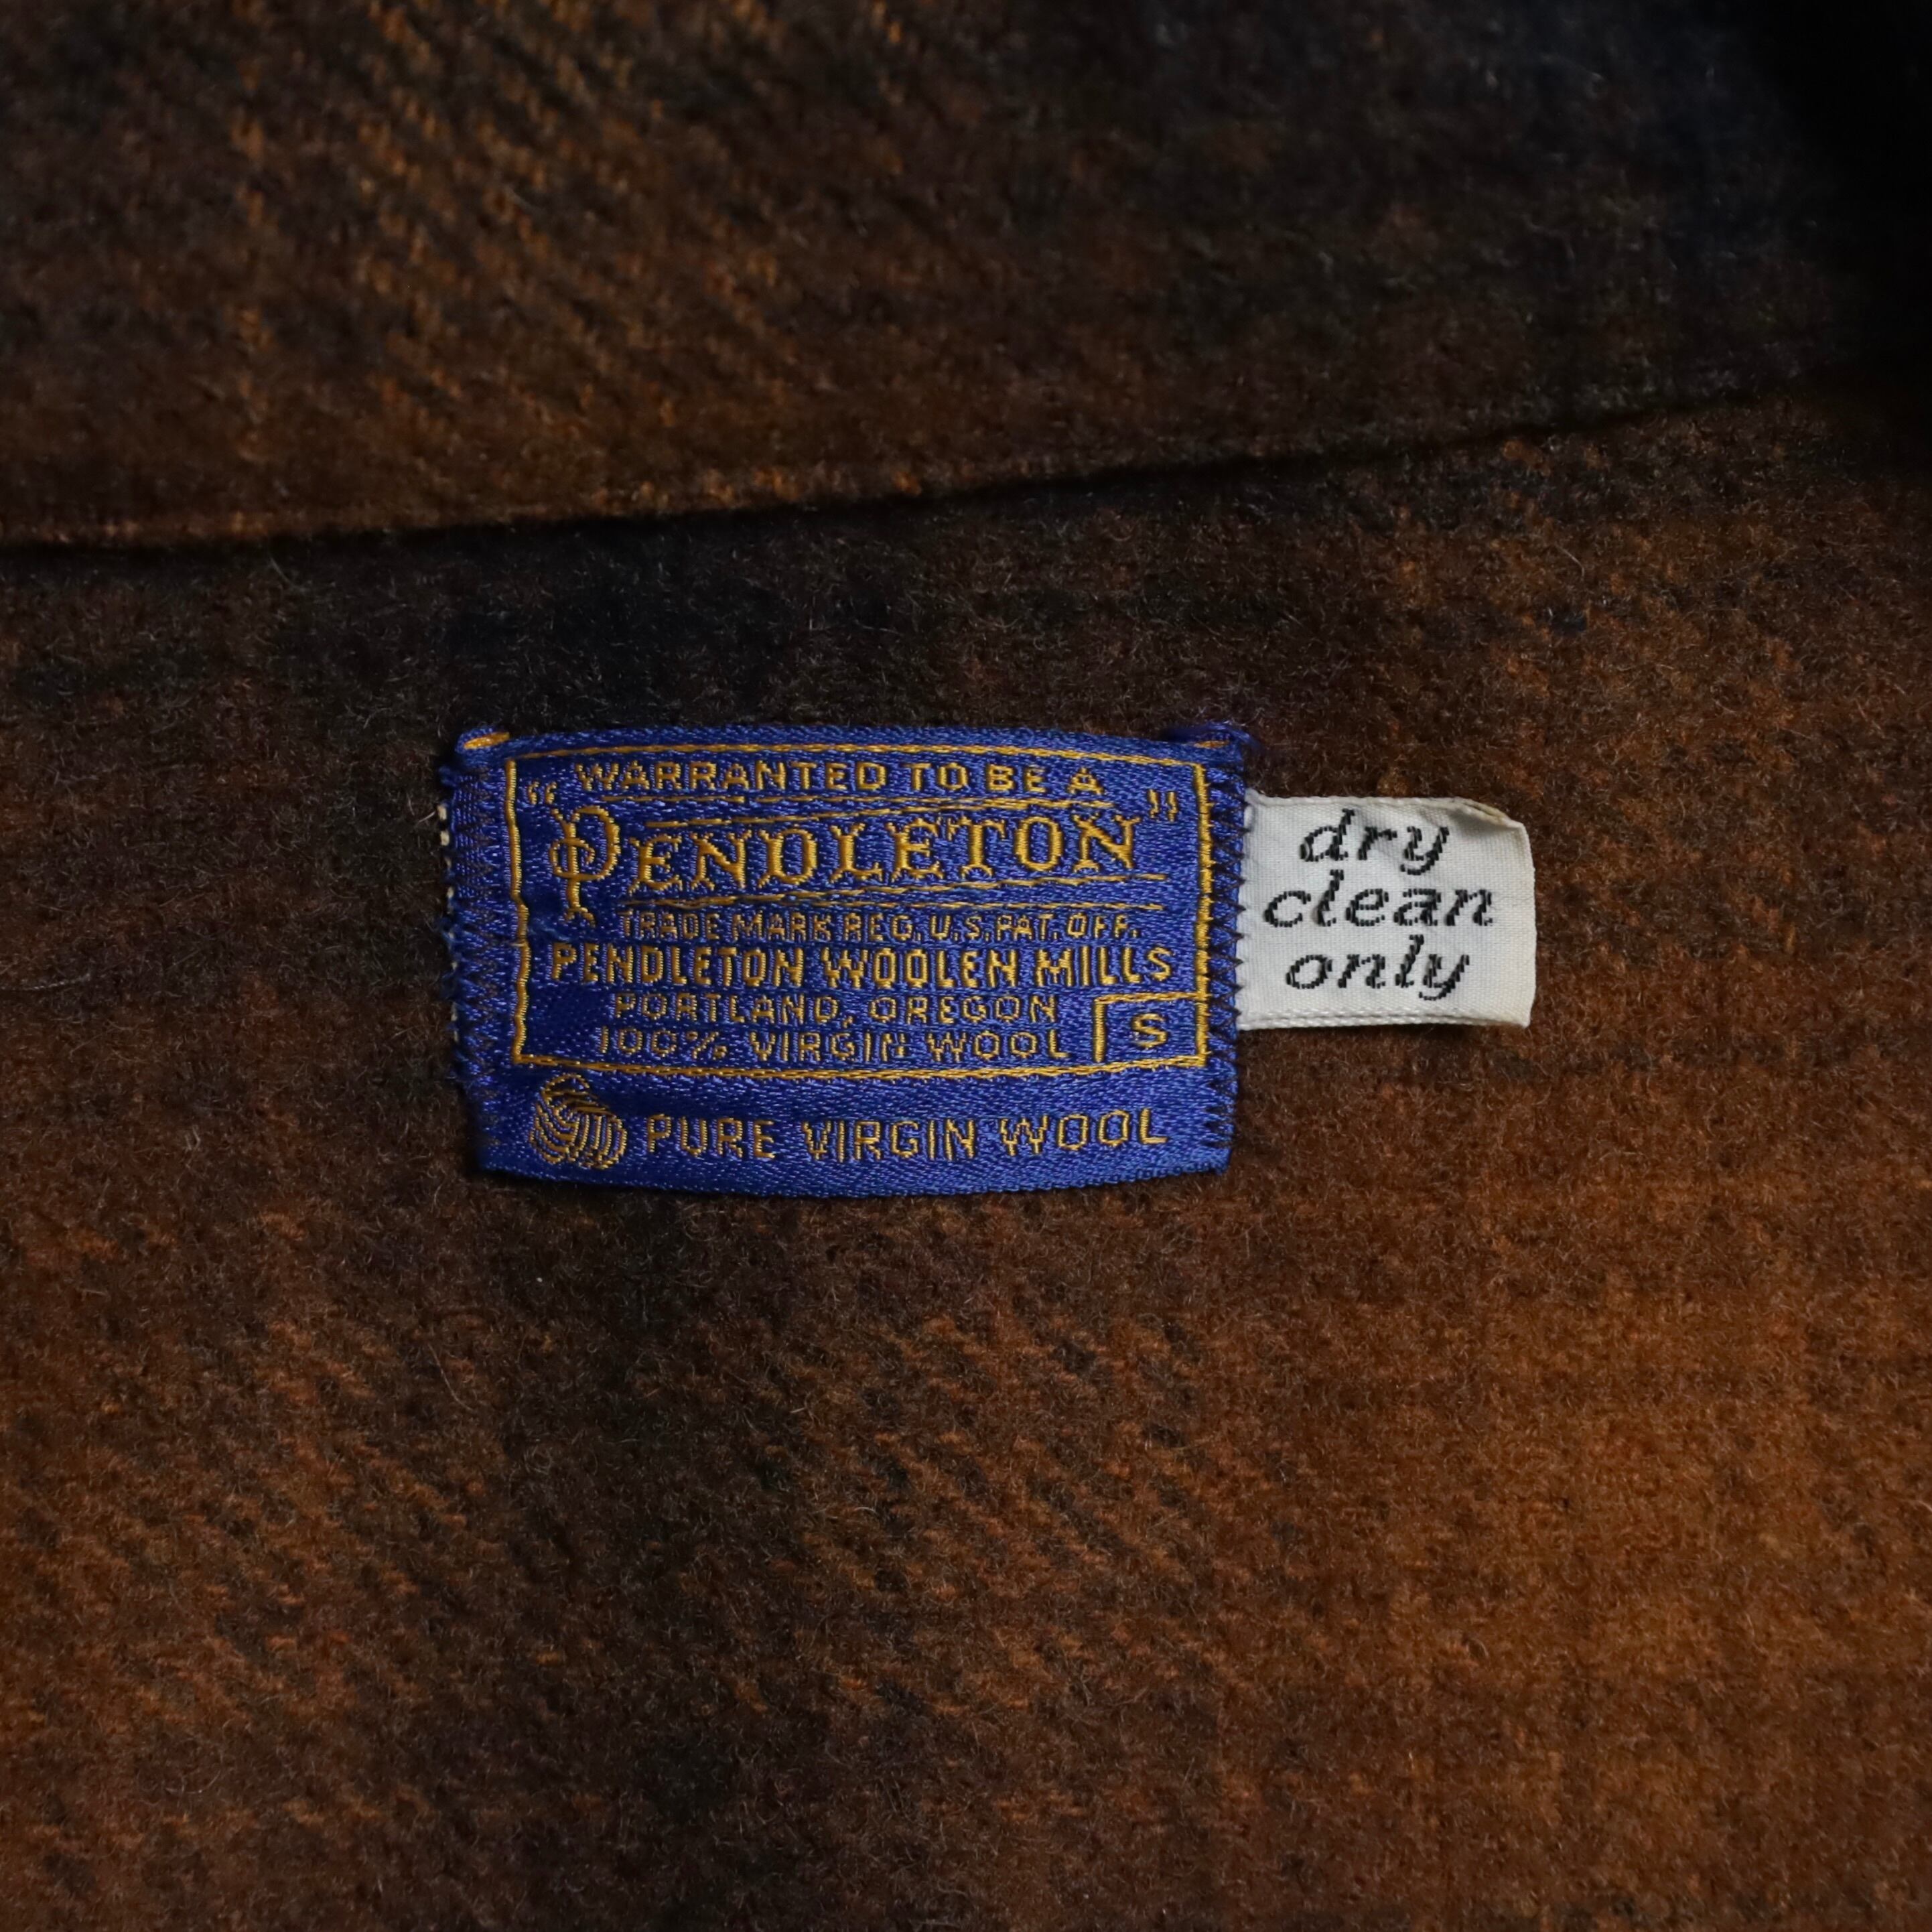 "WARRANTED TO BE A
PENDLETON"
TRADE MARK REG. U.S. PAT. OFF.
PENDLETON WOOLEN MILLS
PORTLAND, OREGON
100% VIRGIN WOOL
S
PURE VIRGIN WOOL
dry
clean
only